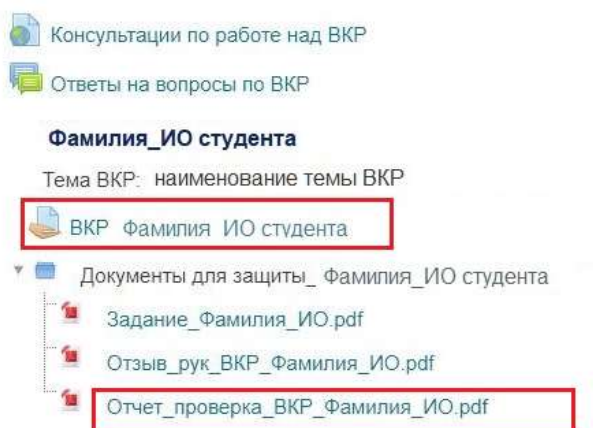 Консультации по работе над ВКР
Ответы на вопросы по ВКР
Фамилия_ИО студента
Тема ВКР: наименование темы ВКР
ВКР Фамилия ИО студента
Документы для защиты_ Фамилия_ИО студента
Задание_Фамилия_ИО.pdf
Отзыв_рук_ВКР_Фамилия_ИО.pdf
Отчет_проверка_ВКР_Фамилия_ИО.pdf